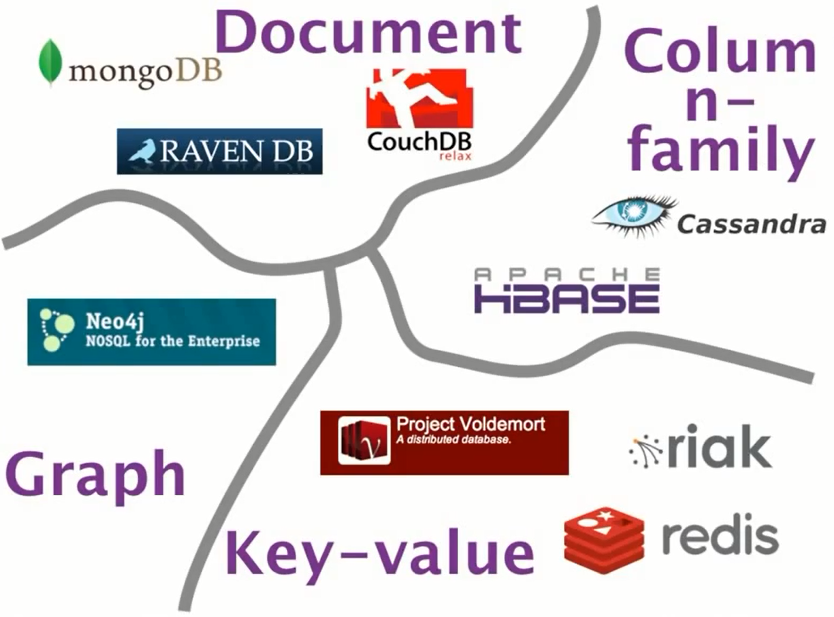 Document
mongoDB
RAVEN DB
CouchDB
relax
Colum
n-
family
Cassandra
APACHE
HBASE
Neo4j
NOSQL for the Enterprise
Graph
Project Voldemort
A distributed database.
riak
redis
Key-value